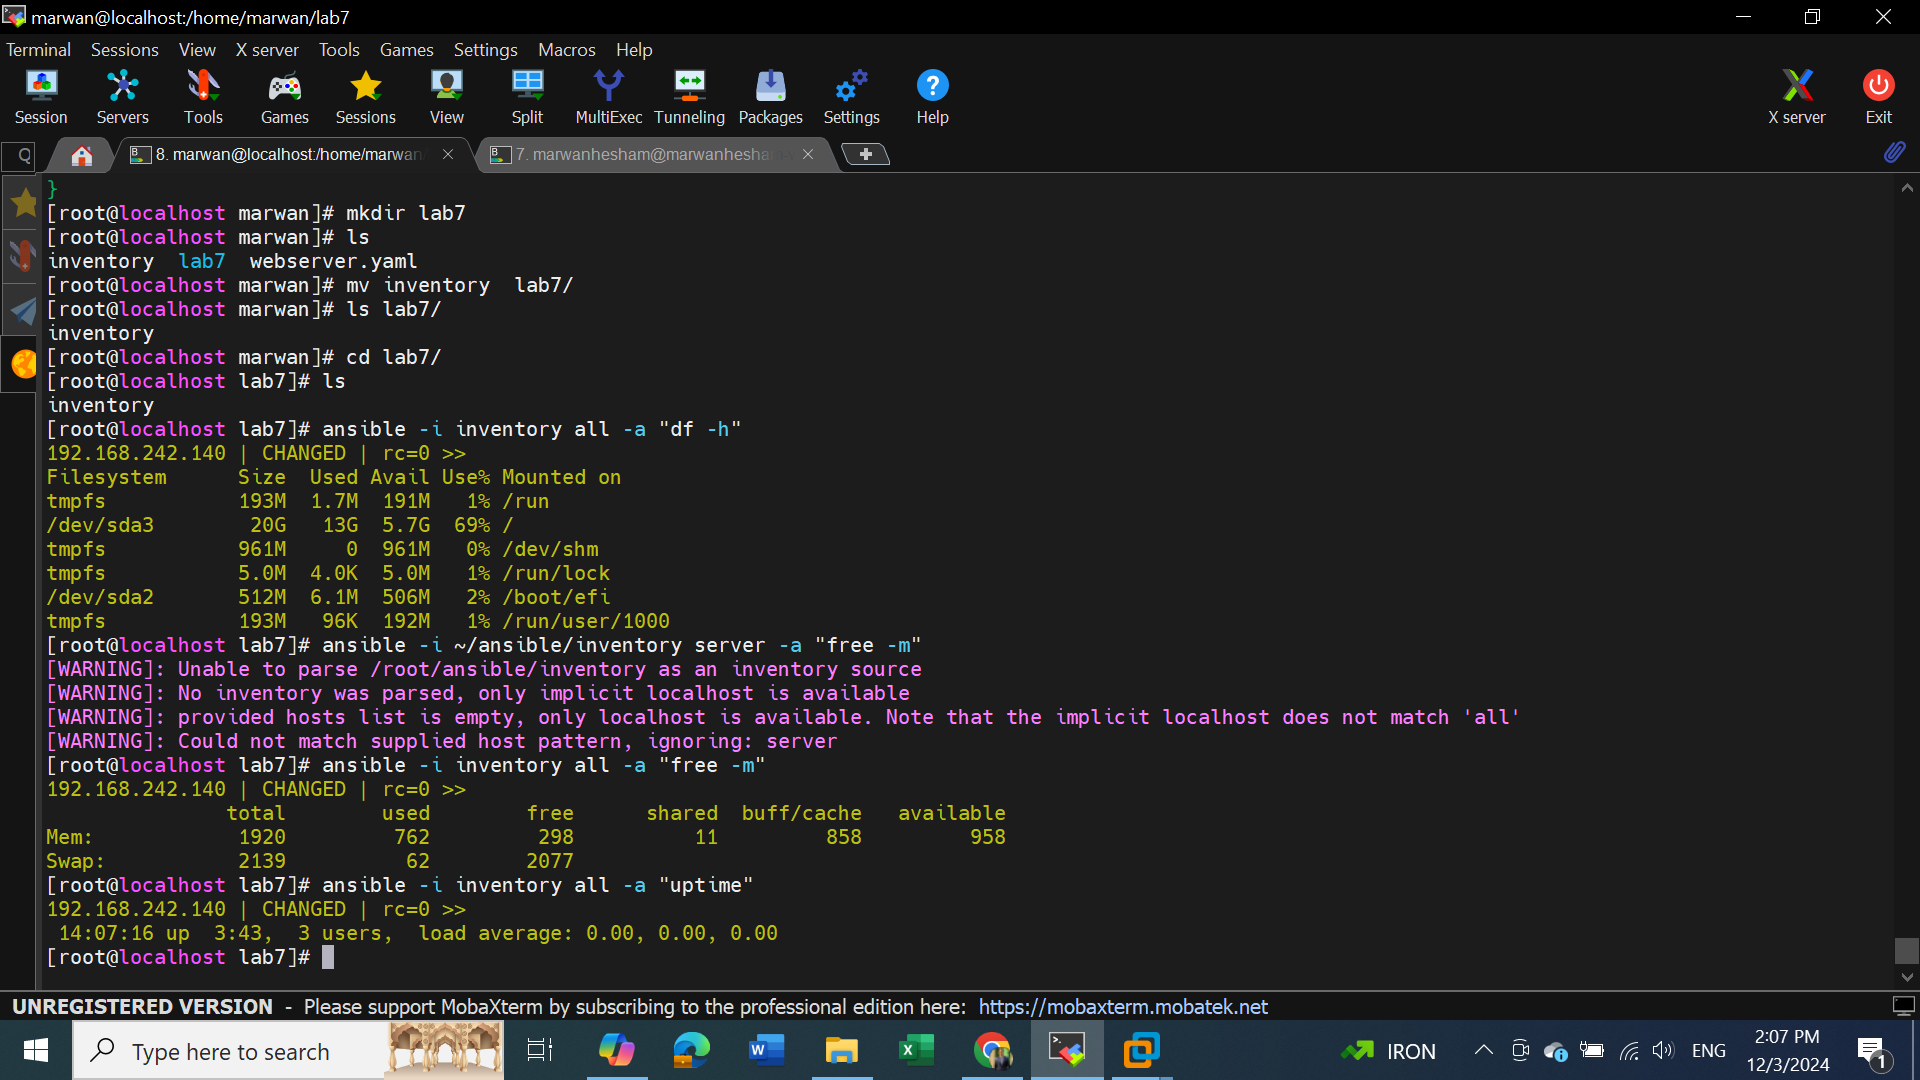 marwan@localhost:/home/marwan/lab7
Terminal Sessions View X server Tools Games Settings Macros Help
Session Servers Tools Games Sessions View Split MultiExec Tunneling Packages Settings Help X server Exit
8. marwan@localhost:/home/marwan
7. marwanhesham@marwanhesha
}
[root@localhost marwan]# mkdir lab7
[root@localhost marwan]# ls
inventory  lab7  webserver.yaml
[root@localhost marwan]# mv inventory  lab7/
[root@localhost marwan]# ls lab7/
inventory
[root@localhost marwan]# cd lab7/
[root@localhost lab7]# ls
inventory
[root@localhost lab7]# ansible -i inventory all -a "df -h"
192.168.242.140 | CHANGED | rc=0 >>
Filesystem      Size  Used Avail Use% Mounted on
tmpfs           193M  1.7M  191M   1% /run
/dev/sda3        20G   13G  5.7G  69% /
tmpfs           961M     0  961M   0% /dev/shm
tmpfs           5.0M  4.0K  5.0M   1% /run/lock
/dev/sda2       512M  6.1M  506M   2% /boot/efi
tmpfs           193M   96K  192M   1% /run/user/1000
[root@localhost lab7]# ansible -i ~/ansible/inventory server -a "free -m"
[WARNING]: Unable to parse /root/ansible/inventory as an inventory source
[WARNING]: No inventory was parsed, only implicit localhost is available
[WARNING]: provided hosts list is empty, only localhost is available. Note that the implicit localhost does not match 'all'
[WARNING]: Could not match supplied host pattern, ignoring: server
[root@localhost lab7]# ansible -i inventory all -a "free -m"
192.168.242.140 | CHANGED | rc=0 >>
               total        used        free      shared  buff/cache   available
Mem:            1920         762         298          11         858         958
Swap:           2139          62        2077
[root@localhost lab7]# ansible -i inventory all -a "uptime"
192.168.242.140 | CHANGED | rc=0 >>
 14:07:16 up  3:43,  3 users,  load average: 0.00, 0.00, 0.00
[root@localhost lab7]#
UNREGISTERED VERSION - Please support MobaXterm by subscribing to the professional edition here: https://mobaxterm.mobatek.net
Type here to search
IRON
ENG
2:07 PM
12/3/2024
1